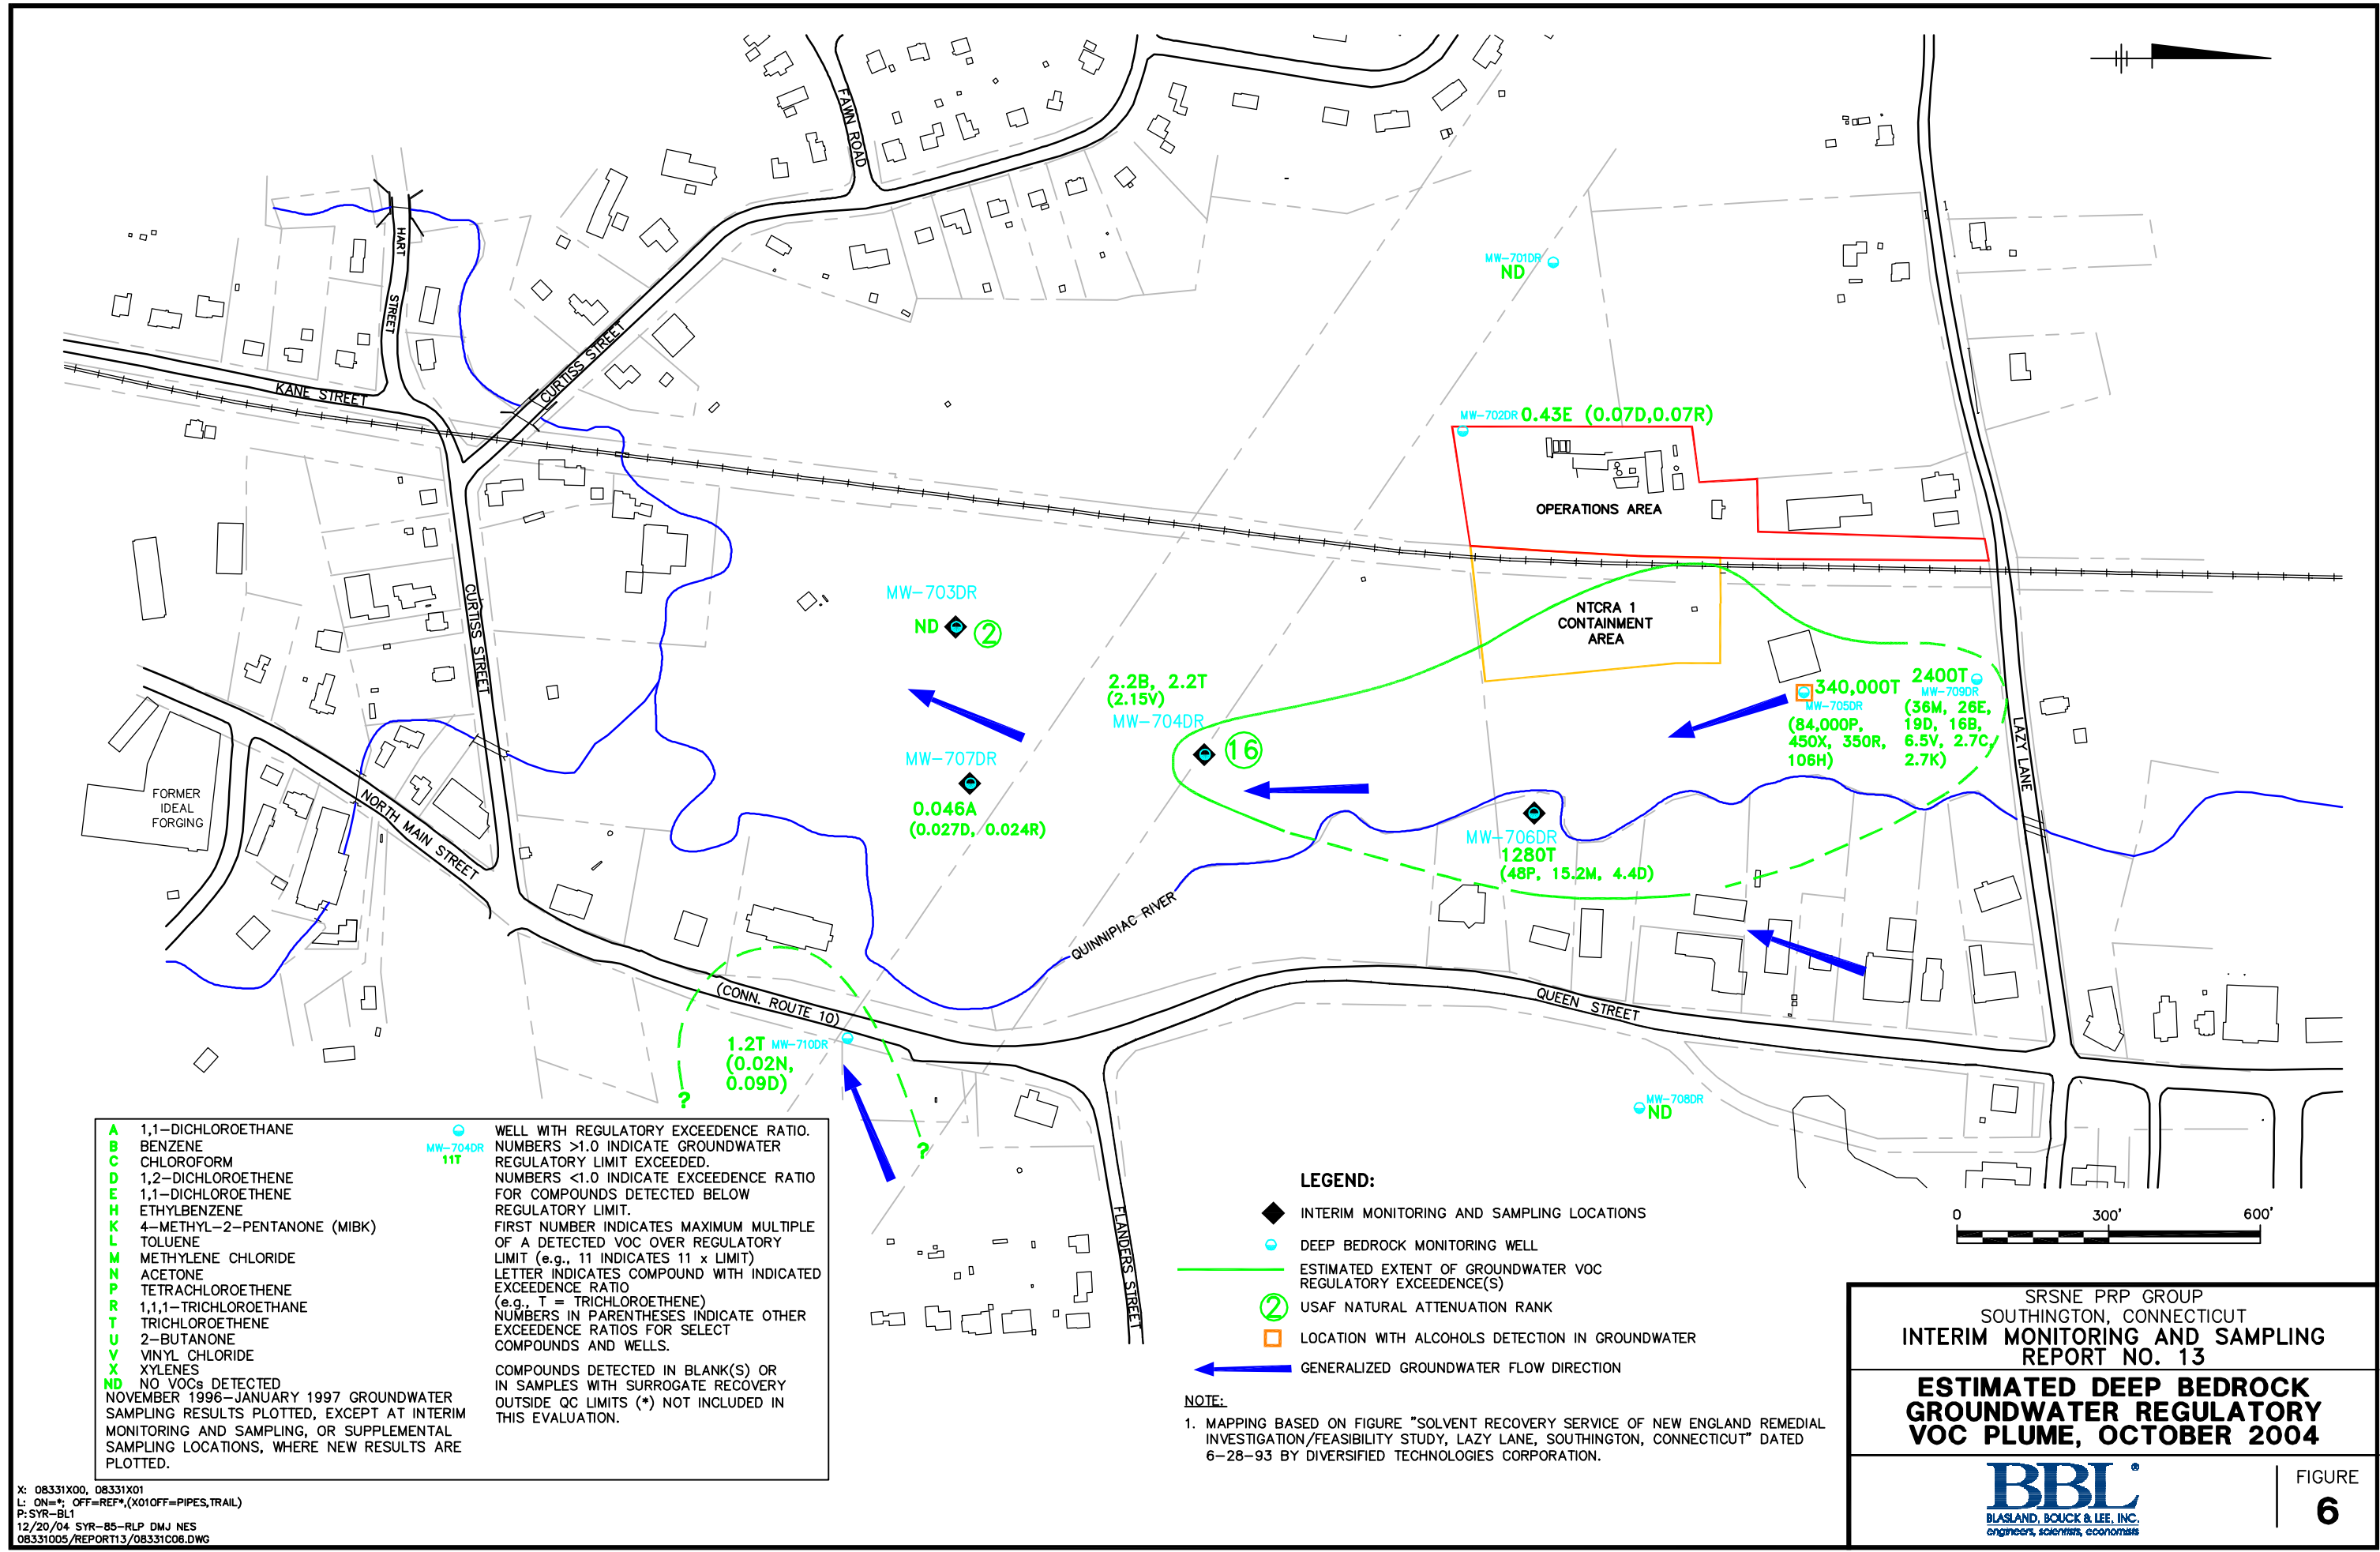 FAWN ROAD
HART
STREET
KANE STREET
CURTISS STREET
CURTISS STREET
MW-701DR
ND
MW-702DR 0.43E (0.07D,0.07R)
OPERATIONS AREA
NTCRA 1
CONTAINMENT
AREA
MW-703DR
ND
2
2.2B, 2.2T
(2.15V)
MW-704DR
16
340,000T
MW-705DR
(84,000P,
450X, 350R,
106H)
2400T
MW-709DR
(36M, 26E,
19D, 16B,
6.5V, 2.7C,
2.7K)
LAZY LANE
MW-707DR
0.046A
(0.027D, 0.024R)
MW-706DR
1280T
(48P, 15.2M, 4.4D)
FORMER
IDEAL
FORGING
NORTH MAIN STREET
QUINNIPIAC RIVER
(CONN. ROUTE 10)
QUEEN STREET
1.2T MW-710DR
(0.02N,
0.09D)
?
?
MW-708DR
ND
FLANDERS STREET
A 1,1-DICHLOROETHANE
B BENZENE
C CHLOROFORM
D 1,2-DICHLOROETHENE
E 1,1-DICHLOROETHENE
H ETHYLBENZENE
K 4-METHYL-2-PENTANONE (MIBK)
L TOLUENE
M METHYLENE CHLORIDE
N ACETONE
P TETRACHLOROETHENE
R 1,1,1-TRICHLOROETHANE
T TRICHLOROETHENE
U 2-BUTANONE
V VINYL CHLORIDE
X XYLENES
ND NO VOCs DETECTED
NOVEMBER 1996-JANUARY 1997 GROUNDWATER
SAMPLING RESULTS PLOTTED, EXCEPT AT INTERIM
MONITORING AND SAMPLING, OR SUPPLEMENTAL
SAMPLING LOCATIONS, WHERE NEW RESULTS ARE
PLOTTED.
MW-704DR
11T
WELL WITH REGULATORY EXCEEDENCE RATIO.
NUMBERS >1.0 INDICATE GROUNDWATER
REGULATORY LIMIT EXCEEDED.
NUMBERS <1.0 INDICATE EXCEEDENCE RATIO
FOR COMPOUNDS DETECTED BELOW
REGULATORY LIMIT.
FIRST NUMBER INDICATES MAXIMUM MULTIPLE
OF A DETECTED VOC OVER REGULATORY
LIMIT (e.g., 11 INDICATES 11 x LIMIT)
LETTER INDICATES COMPOUND WITH INDICATED
EXCEEDENCE RATIO
(e.g., T = TRICHLOROETHENE)
NUMBERS IN PARENTHESES INDICATE OTHER
EXCEEDENCE RATIOS FOR SELECT
COMPOUNDS AND WELLS.
COMPOUNDS DETECTED IN BLANK(S) OR
IN SAMPLES WITH SURROGATE RECOVERY
OUTSIDE QC LIMITS (*) NOT INCLUDED IN
THIS EVALUATION.
LEGEND:
INTERIM MONITORING AND SAMPLING LOCATIONS
DEEP BEDROCK MONITORING WELL
ESTIMATED EXTENT OF GROUNDWATER VOC
REGULATORY EXCEEDENCE(S)
2 USAF NATURAL ATTENUATION RANK
LOCATION WITH ALCOHOLS DETECTION IN GROUNDWATER
GENERALIZED GROUNDWATER FLOW DIRECTION
NOTE:
1. MAPPING BASED ON FIGURE "SOLVENT RECOVERY SERVICE OF NEW ENGLAND REMEDIAL
INVESTIGATION/FEASIBILITY STUDY, LAZY LANE, SOUTHINGTON, CONNECTICUT" DATED
6-28-93 BY DIVERSIFIED TECHNOLOGIES CORPORATION.
0 300' 600'
SRSNE PRP GROUP
SOUTHINGTON, CONNECTICUT
INTERIM MONITORING AND SAMPLING
REPORT NO. 13
ESTIMATED DEEP BEDROCK
GROUNDWATER REGULATORY
VOC PLUME, OCTOBER 2004
BBL®
BLASLAND, BOUCK & LEE, INC.
engineers, scientists, economists
FIGURE
6
X: 08331X00, 08331X01
L: ON=*; OFF=REF*,(X01OFF=PIPES,TRAIL)
P:SYR-BL1
12/20/04 SYR-85-RLP DMJ NES
08331005/REPORT13/08331C06.DWG